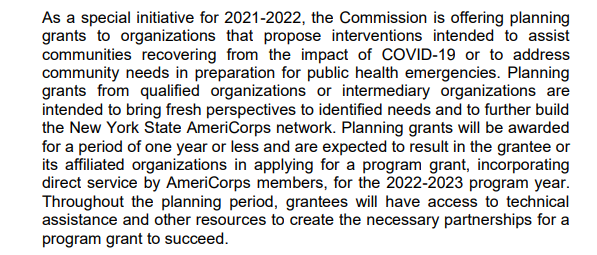 As a special initiative for 2021-2022, the Commission is offering planning
grants to organizations that propose interventions intended to assist
communities recovering from the impact of COVID-19 or to address
community needs in preparation for public health emergencies. Planning
grants from qualified organizations or intermediary organizations are
intended to bring fresh perspectives to identified needs and to further build
the New York State AmeriCorps network. Planning grants will be awarded
for a period of one year or less and are expected to result in the grantee or
its affiliated organizations in applying for a program grant, incorporating
direct service by AmeriCorps members, for the 2022-2023 program year.
Throughout the planning period, grantees will have access to technical
assistance and other resources to create the necessary partnerships for a
program grant to succeed.